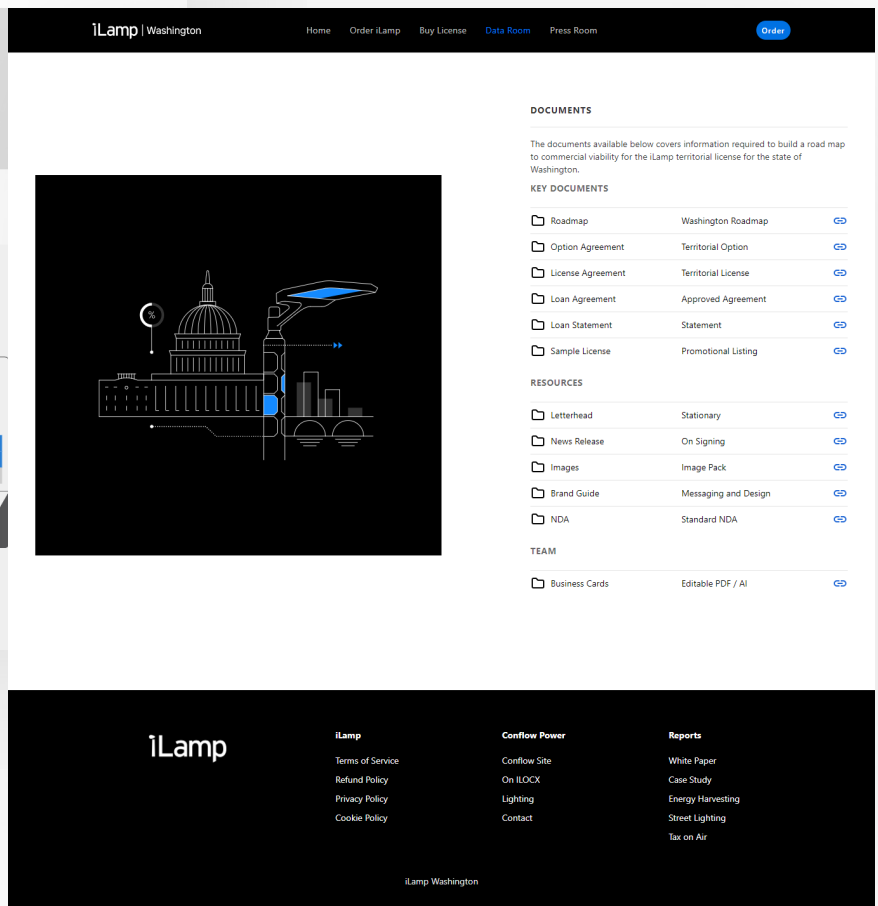 iLamp | Washington
Home Order iLamp Buy License Data Room Press Room
Order
DOCUMENTS
The documents available below covers information required to build a road map
to commercial viability for the iLamp territorial license for the state of
Washington.
KEY DOCUMENTS
Roadmap Washington Roadmap
Option Agreement Territorial Option
License Agreement Territorial License
Loan Agreement Approved Agreement
Loan Statement Statement
Sample License Promotional Listing
RESOURCES
Letterhead Stationary
News Release On Signing
Images Image Pack
Brand Guide Messaging and Design
NDA Standard NDA
TEAM
Business Cards Editable PDF / AI
%
iLamp
iLamp
Terms of Service
Refund Policy
Privacy Policy
Cookie Policy
Conflow Power
Conflow Site
On ILOCX
Lighting
Contact
Reports
White Paper
Case Study
Energy Harvesting
Street Lighting
Tax on Air
iLamp Washington